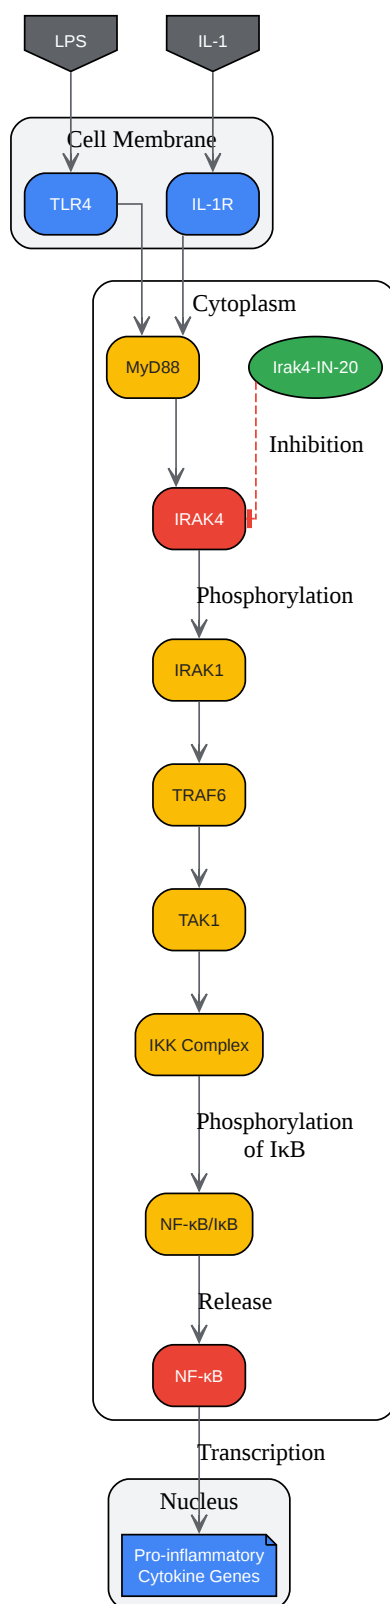 LPS
IL-1
Cell Membrane
TLR4
IL-1R
Cytoplasm
MyD88
Irak4-IN-20
Inhibition
IRAK4
Phosphorylation
IRAK1
TRAF6
TAK1
IKK Complex
Phosphorylation
of IκB
NF-κB/IκB
Release
NF-κB
Transcription
Nucleus
Pro-inflammatory
Cytokine Genes